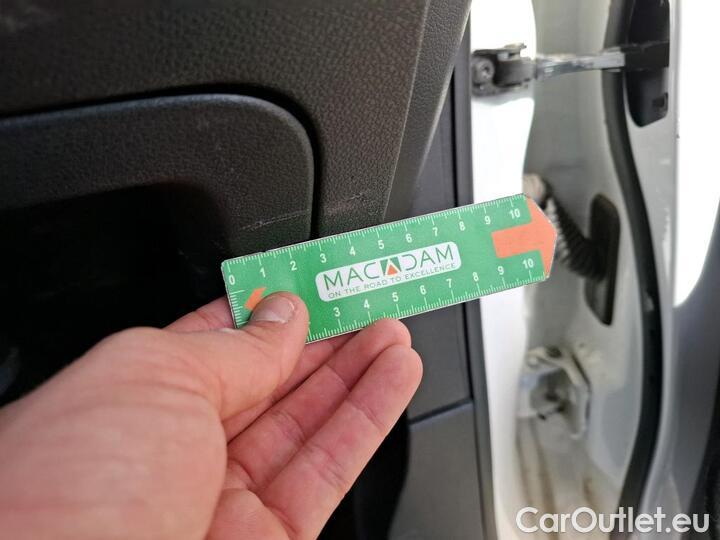 0 1 2 3 4 5 6 7 8 9 10
MACADAM
ON THE ROAD TO EXCELLENCE
3 4 5 6 7 8 9 10
CarOutlet.eu